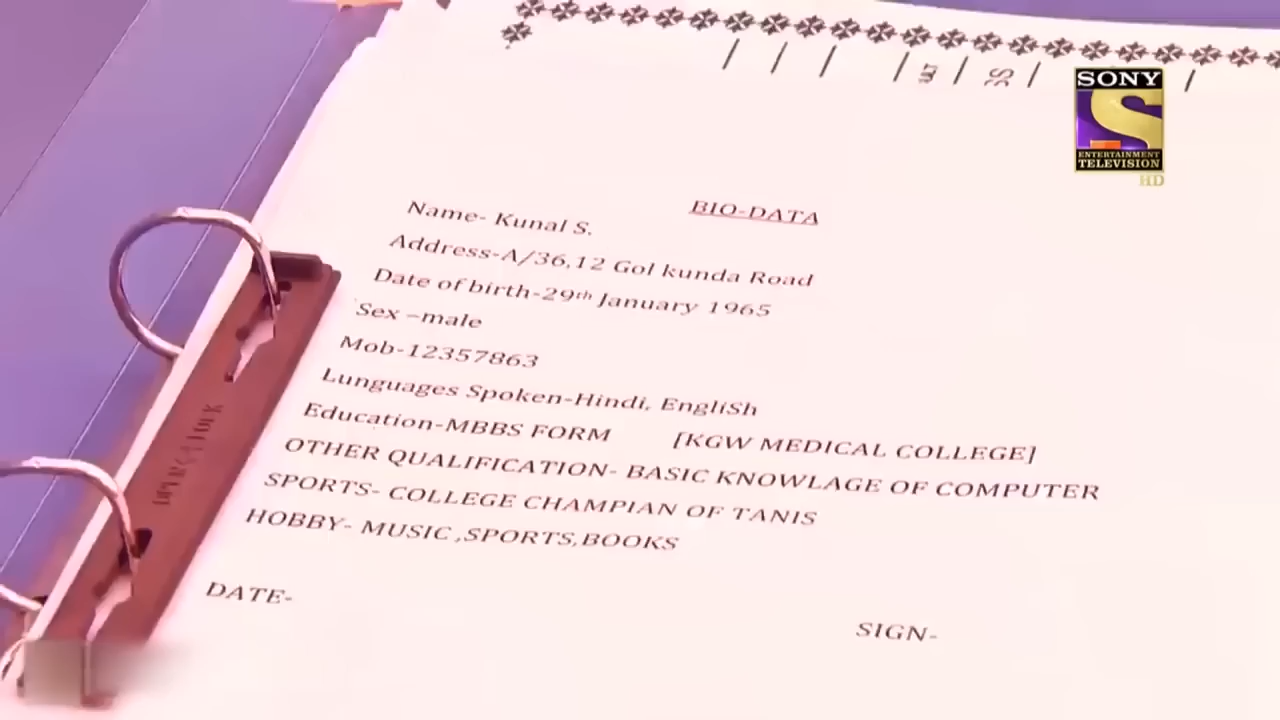 SONY
ENTERTAINMENT
TELEVISION
HD
BIO-DATA
Name- Kunal S.
Address-A/36,12 Gol kunda Road
Date of birth-29th January 1965
Sex –male
Mob-12357863
Lunguages Spoken-Hindi, EngliSh
Education-MBBS FORM [KGW MEDICAL COLLEGE]
OTHER QUALIFICATION- BASIC KNOWLAGE OF COMPUTER
SPORTS- COLLEGE CHAMPIAN OF TANIS
HOBBY- MUSIC ,SPORTS,BOOKS
DATE-
SIGN-